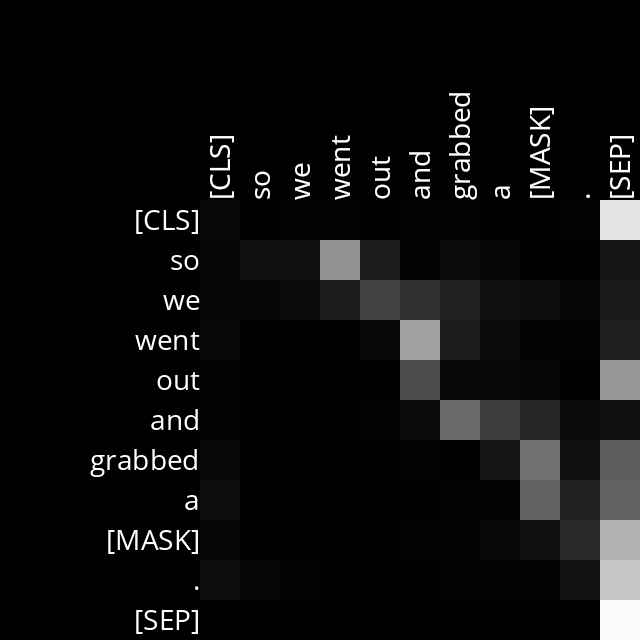 [CLS] so we went out and grabbed a [MASK] . [SEP]
[CLS]
so
we
went
out
and
grabbed
a
[MASK]
.
[SEP]